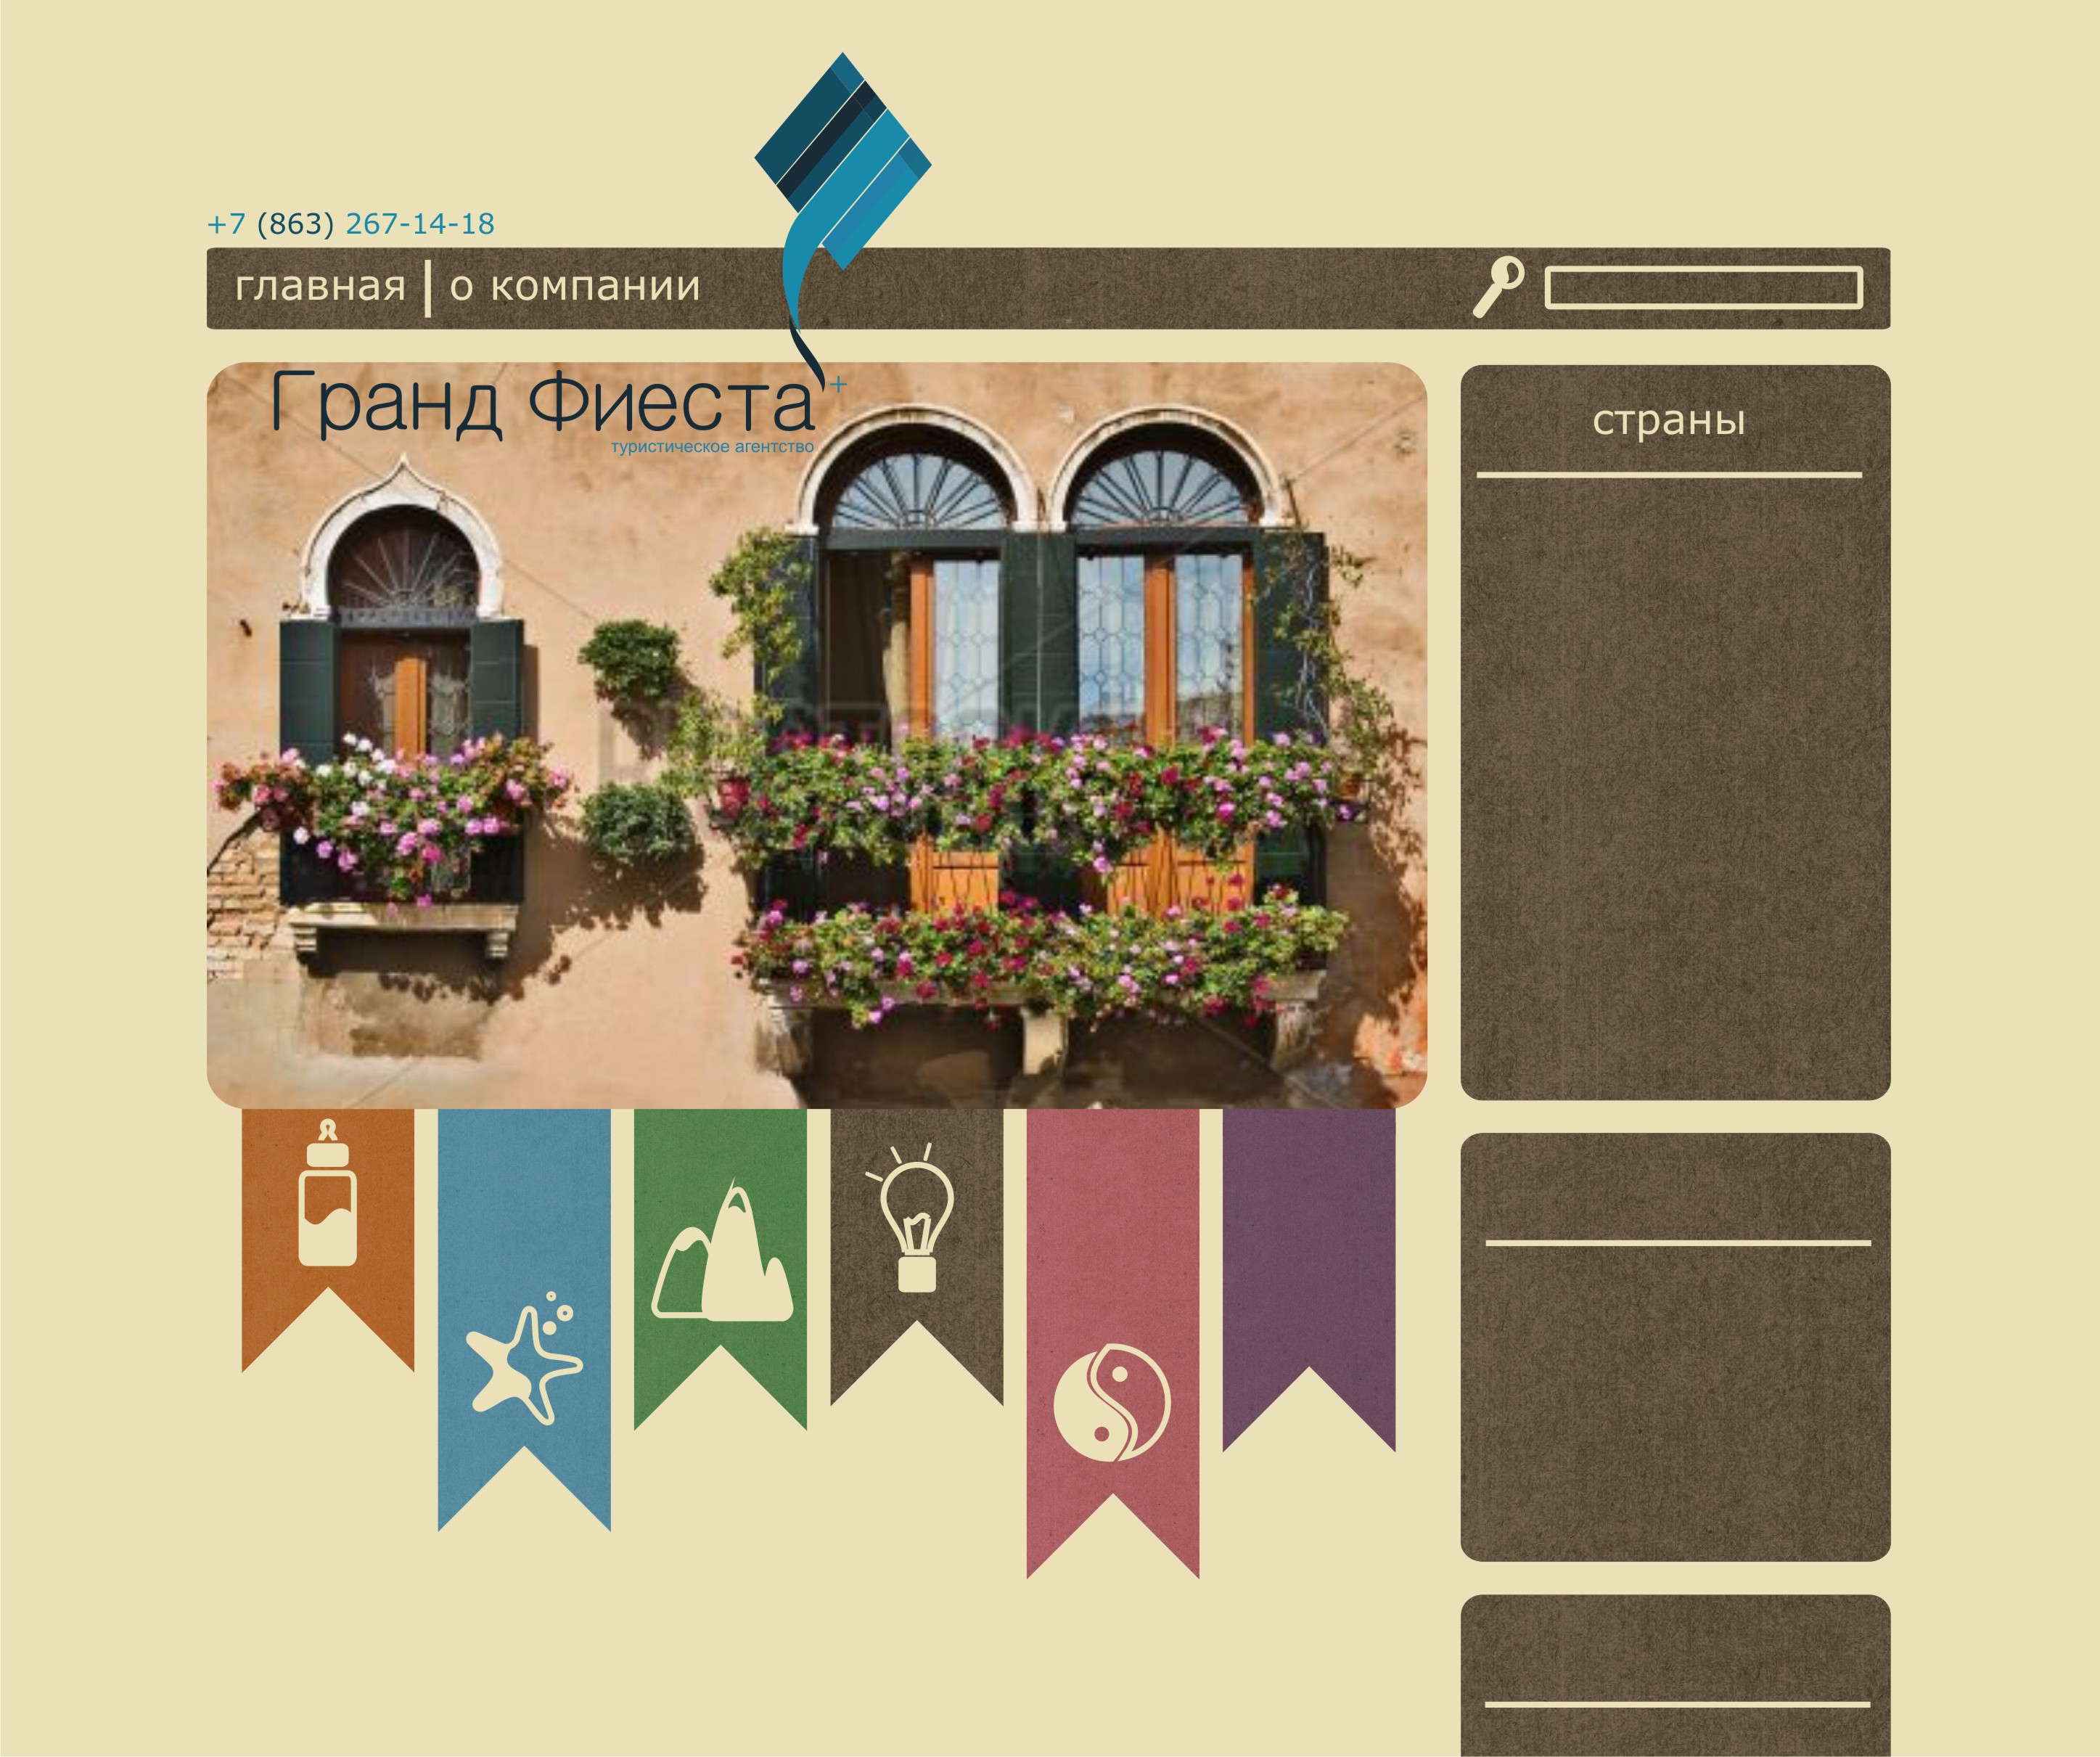 +7 (863) 267-14-18
главная | о компании
Гранд Фиеста+
туристическое агентство
страны